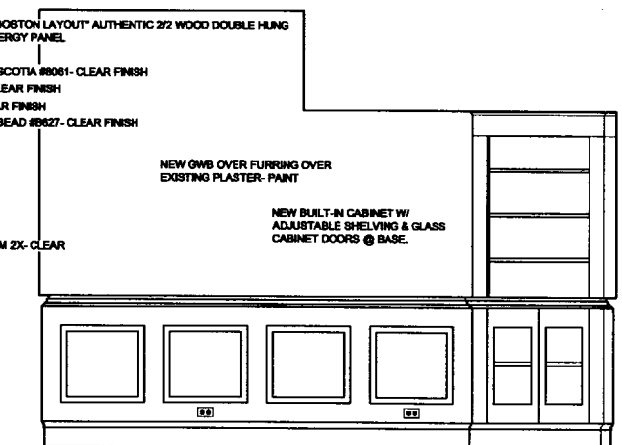 BOSTON LAYOUT" AUTHENTIC 2/2 WOOD DOUBLE HUNG
ERGY PANEL
SCOTIA #8061- CLEAR FINISH
LEAR FINISH
AR FINISH
BEAD #8627- CLEAR FINISH
NEW GWB OVER FURRING OVER
EXISTING PLASTER- PAINT
NEW BUILT-IN CABINET W/
ADJUSTABLE SHELVING & GLASS
CABINET DOORS @ BASE.
M 2X- CLEAR